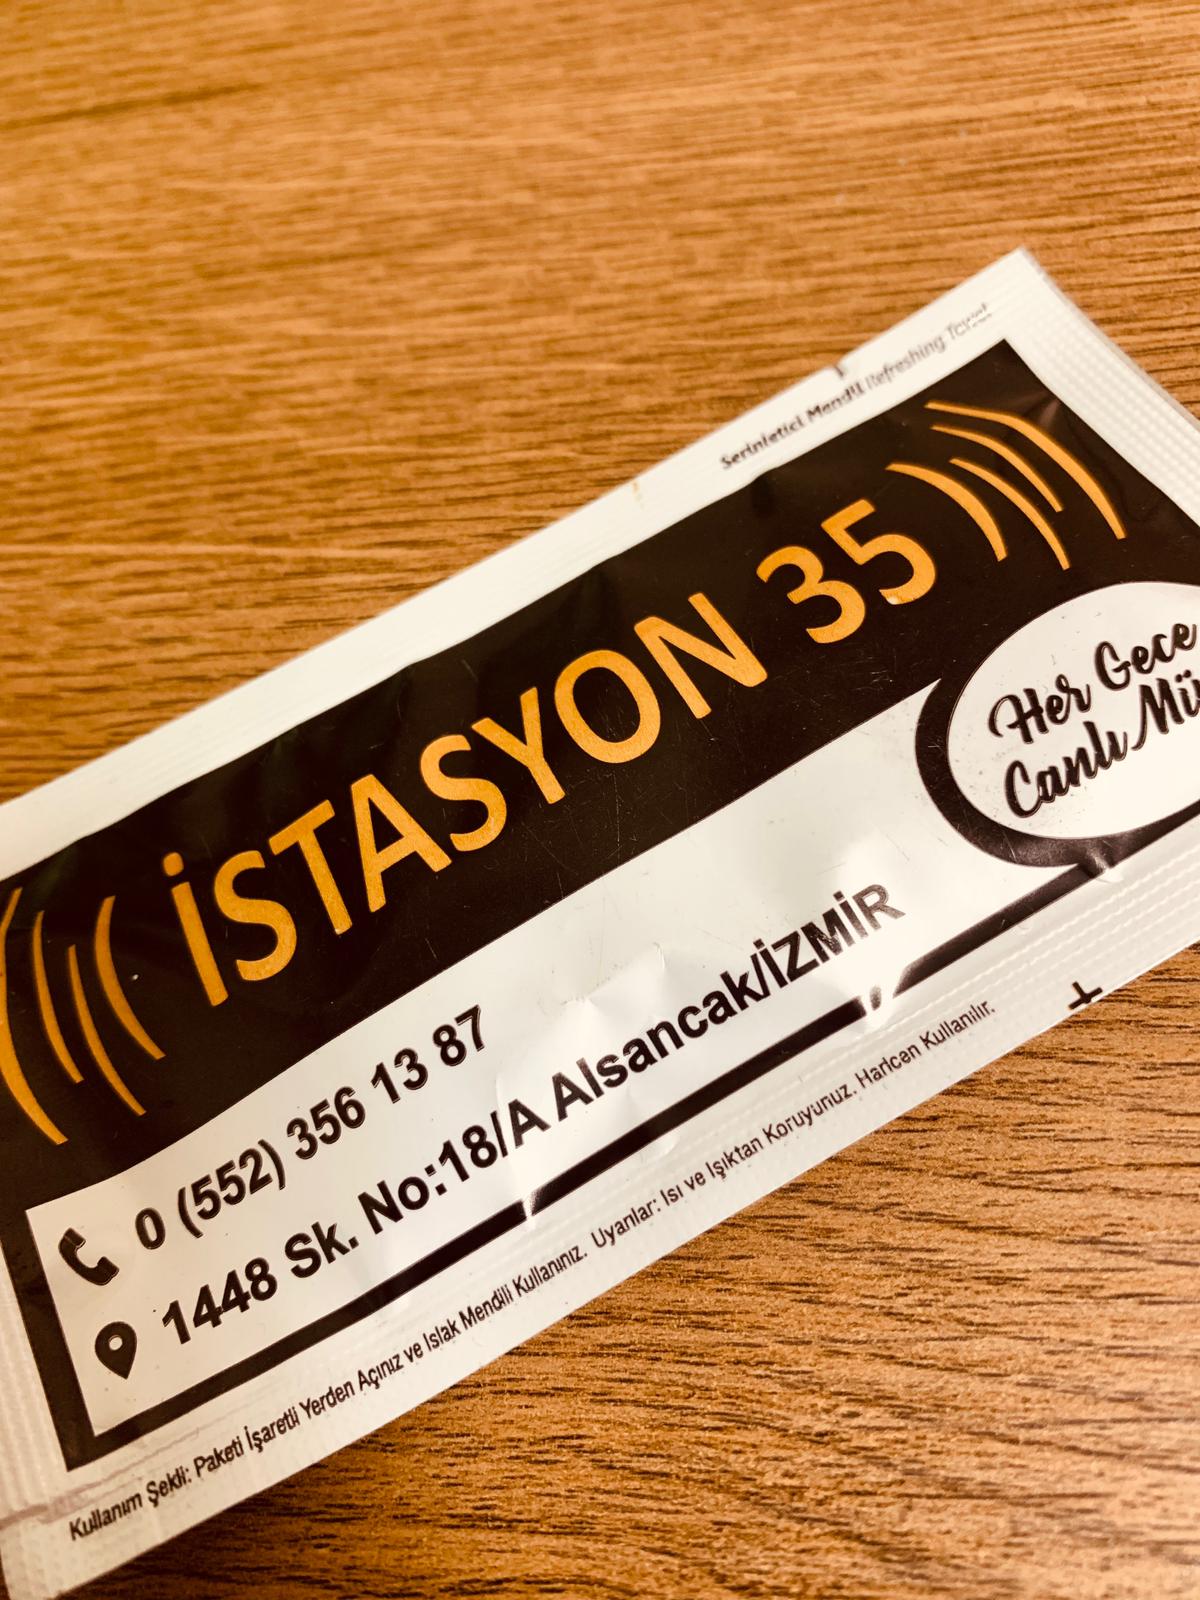 Serinletici Mendil Refreshing Towel
İSTASYON 35
Her Gece
Canlı
0 (552) 356 13 87
1448 Sk. No:18/A Alsancak/İZMİR
Kullanım Şekli: Paketi İşaretli Yerden Açınız ve Islak Mendili Kullanınız. Uyarılar: Isı ve Işıktan Koruyunuz. Haricen Kullanılır.